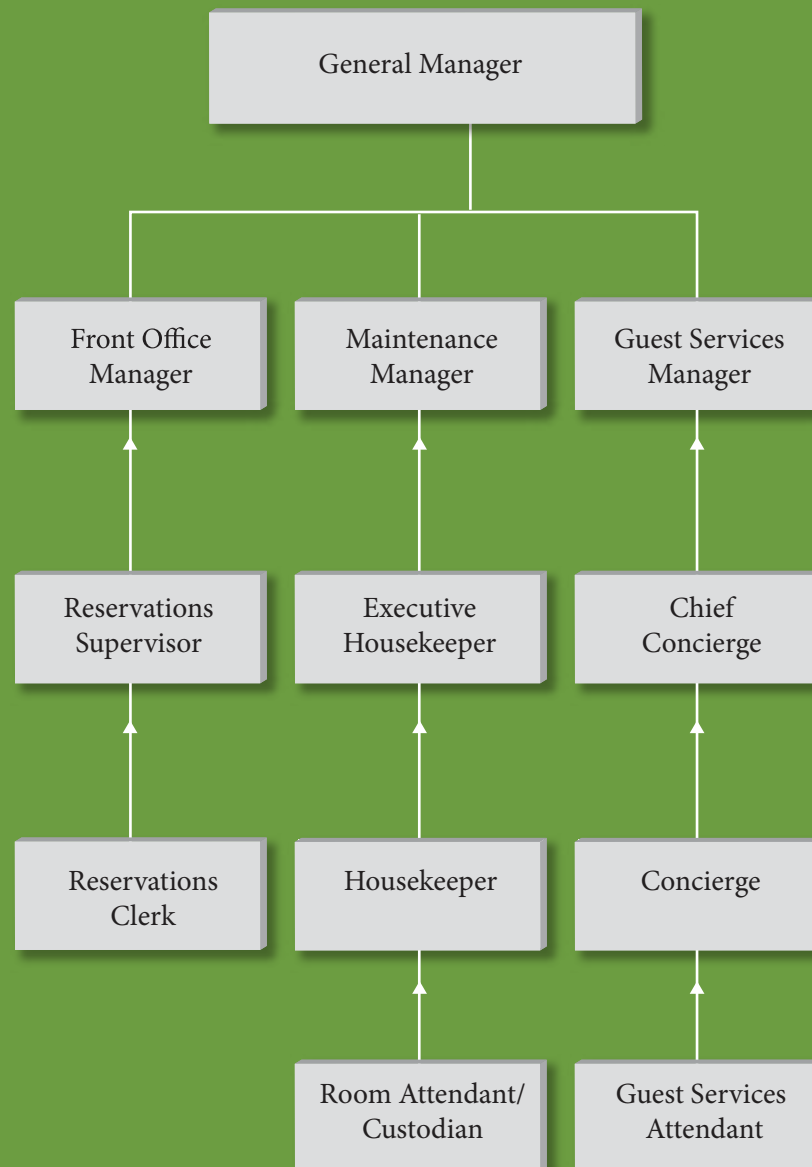 General Manager
Front Office
Manager
Maintenance
Manager
Guest Services
Manager
Reservations
Supervisor
Executive
Housekeeper
Chief
Concierge
Reservations
Clerk
Housekeeper
Concierge
Room Attendant/
Custodian
Guest Services
Attendant